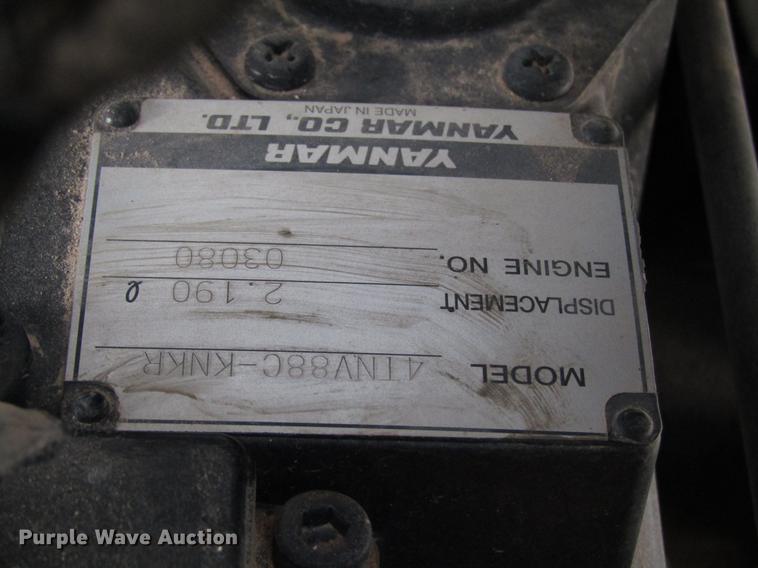 YANMAR
MODEL 4TNV88C-KNKR
DISPLACEMENT 2.190 ℓ
ENGINE NO. 03080
YANMAR CO., LTD.
MADE IN JAPAN
Purple Wave Auction®